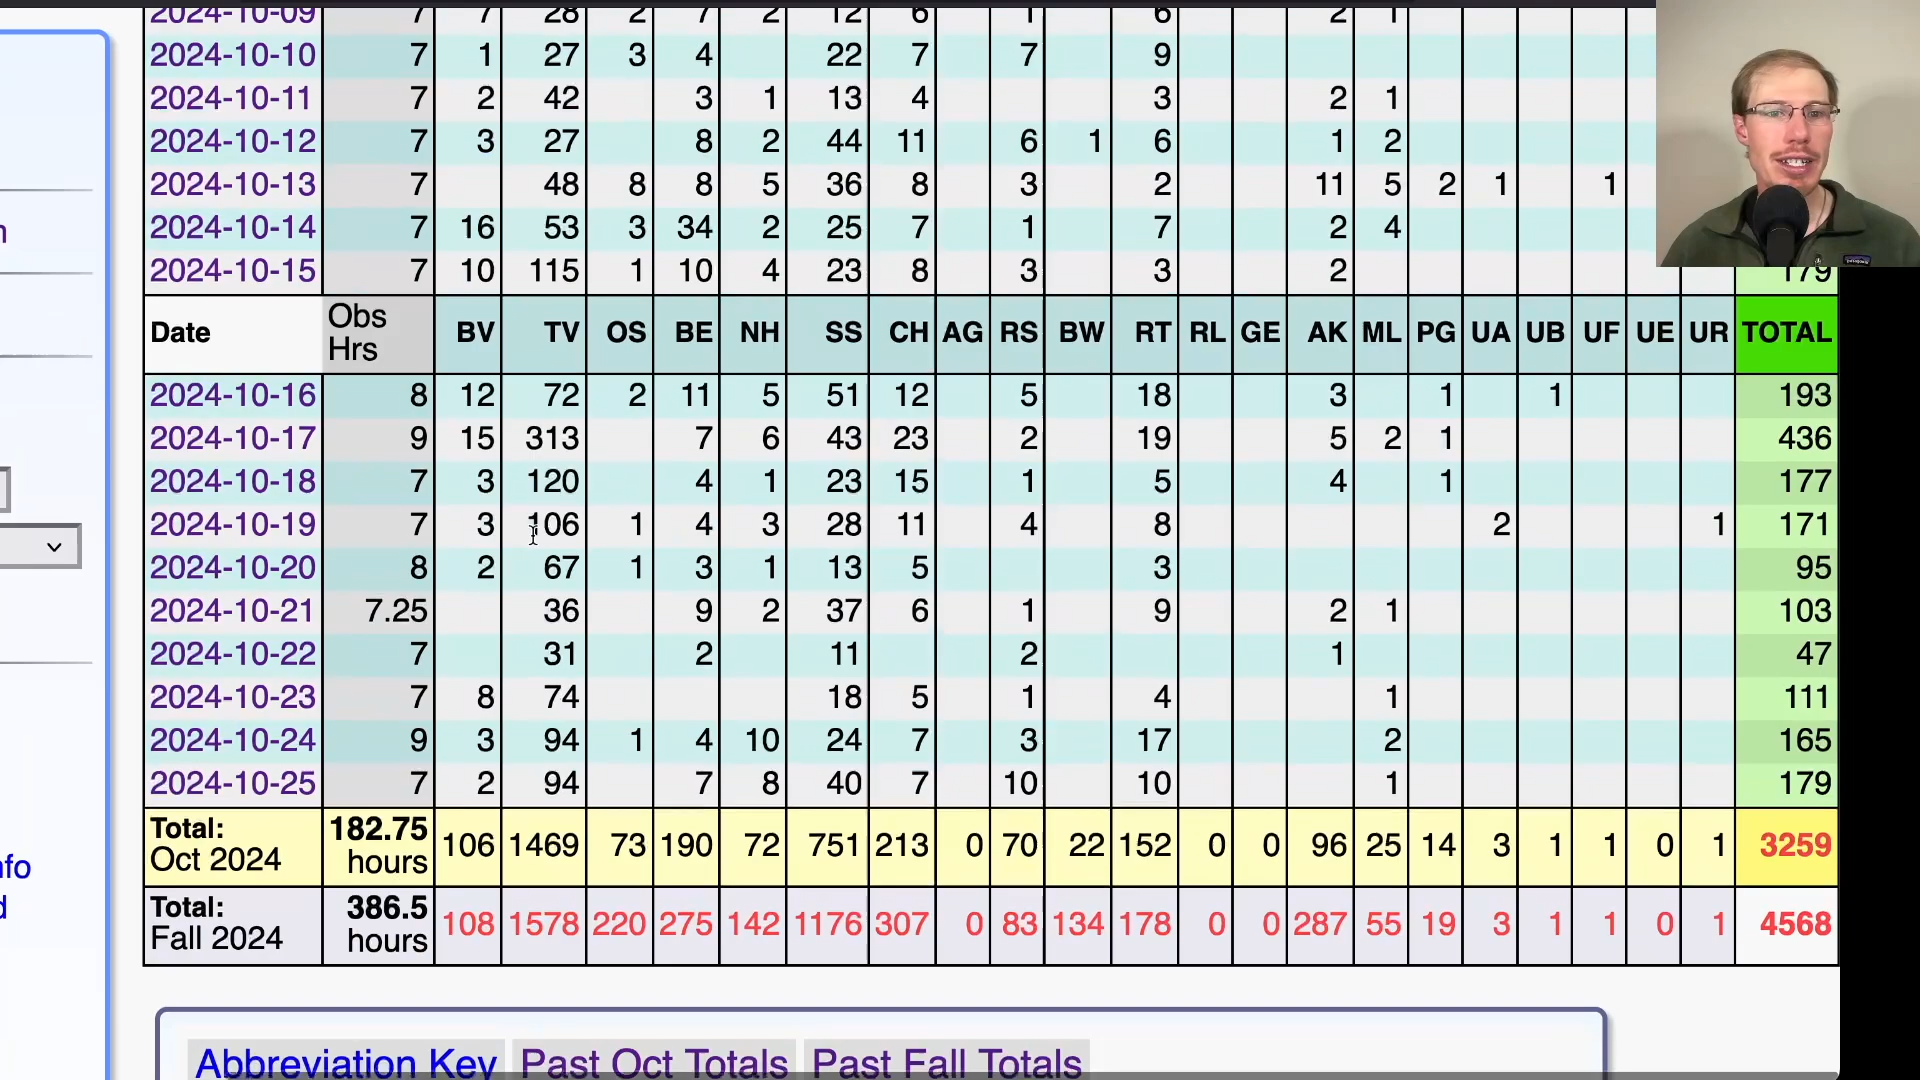 2024-10-09 7 7 28 2 7 2 12 6 1 6 2 1
2024-10-10 7 1 27 3 4 22 7 7 9
2024-10-11 7 2 42 3 1 13 4 3 2 1
2024-10-12 7 3 27 8 2 44 11 6 1 6 1 2
2024-10-13 7 48 8 8 5 36 8 3 2 11 5 2 1 1
2024-10-14 7 16 53 3 34 2 25 7 1 7 2 4
2024-10-15 7 10 115 1 10 4 23 8 3 3 2 179
Date Obs Hrs BV TV OS BE NH SS CH AG RS BW RT RL GE AK ML PG UA UB UF UE UR TOTAL
2024-10-16 8 12 72 2 11 5 51 12 5 18 3 1 1 193
2024-10-17 9 15 313 7 6 43 23 2 19 5 2 1 436
2024-10-18 7 3 120 4 1 23 15 1 5 4 1 177
2024-10-19 7 3 106 1 4 3 28 11 4 8 2 1 171
2024-10-20 8 2 67 1 3 1 13 5 3 95
2024-10-21 7.25 36 9 2 37 6 1 9 2 1 103
2024-10-22 7 31 2 11 2 1 47
2024-10-23 7 8 74 18 5 1 4 1 111
2024-10-24 9 3 94 1 4 10 24 7 3 17 2 165
2024-10-25 7 2 94 7 8 40 7 10 10 1 179
Total: Oct 2024 182.75 hours 106 1469 73 190 72 751 213 0 70 22 152 0 0 96 25 14 3 1 1 0 1 3259
Total: Fall 2024 386.5 hours 108 1578 220 275 142 1176 307 0 83 134 178 0 0 287 55 19 3 1 1 0 1 4568
Abbreviation Key Past Oct Totals Past Fall Totals